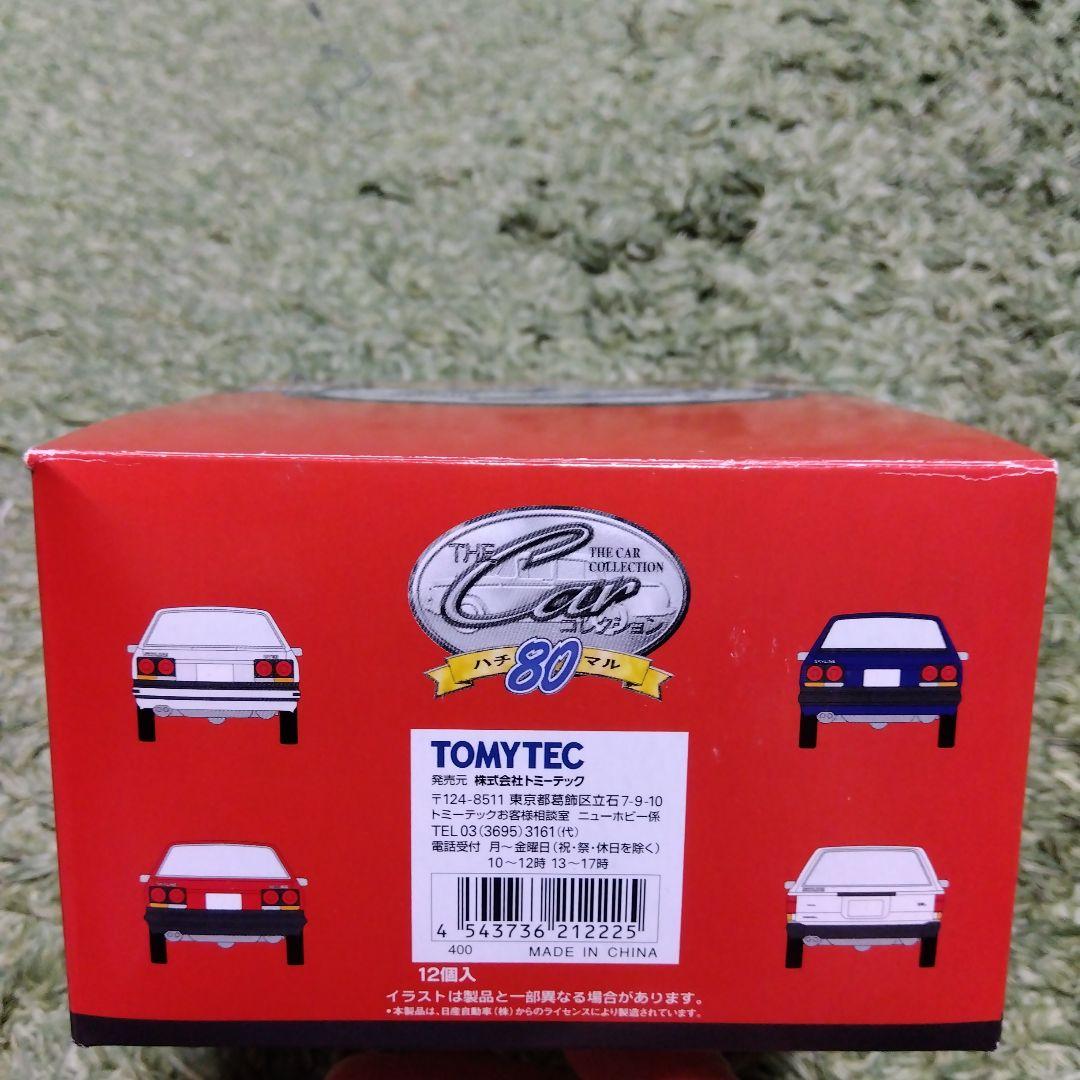 THE Car
THE CAR
COLLECTION
コレクション
ハチ 80 マル
SKYLINE
TOMYTEC
発売元 株式会社トミーテック
〒124-8511 東京都葛飾区立石7-9-10
トミーテックお客様相談室 ニューホビー係
TEL 03(3695)3161(代)
電話受付 月〜金曜日(祝・祭・休日を除く)
10〜12時 13〜17時
4 543736 212225
400 MADE IN CHINA
12個入
イラストは製品と一部異なる場合があります。
•本製品は、日産自動車(株)からのライセンスにより製造されています。